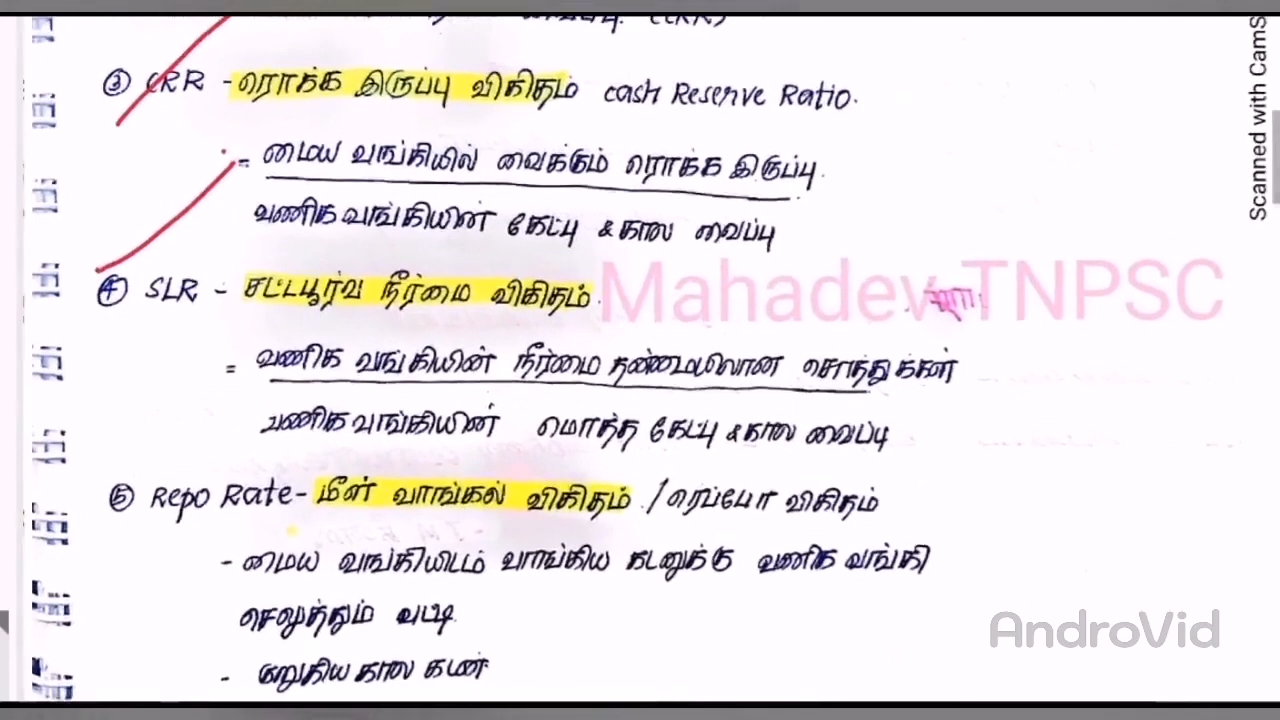 (CRR)
③ CRR - ரொக்க இருப்பு விகிதம் cash Reserve Ratio.
= மைய வங்கியில் வைக்கும் ரொக்க இருப்பு.
வணிக வங்கியின் கேட்பு & கால வைப்பு
④ SLR - சட்டபூர்வ நீர்மை விகிதம்.
= வணிக வங்கியின் நீர்மை தன்மையிலான சொத்துக்கள்
வணிக வங்கியின் மொத்த கேட்பு & கால வைப்பு
⑤ Repo Rate - மீள் வாங்கல் விகிதம் / ரெப்போ விகிதம்
- மைய வங்கியிடம் வாங்கிய கடனுக்கு வணிக வங்கி
செலுத்தும் வட்டி.
- குறுகிய கால கடன்
Mahadev TNPSC
AndroVid
Scanned with CamS